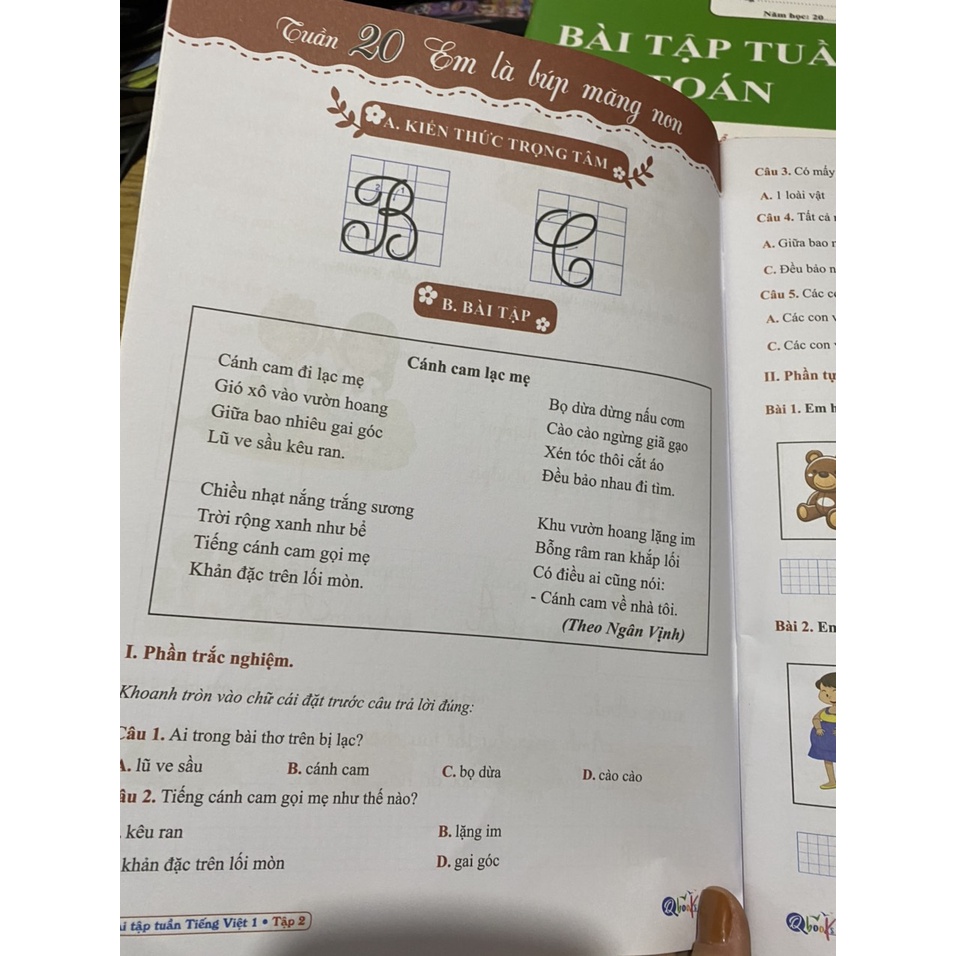 Năm học: 20
BÀI TẬP TUẦ
TOÁN
Tuần 20 Em là búp măng non
A. KIẾN THỨC TRỌNG TÂM
B
C
B. BÀI TẬP
Cánh cam lạc mẹ
Cánh cam đi lạc mẹ
Gió xô vào vườn hoang
Giữa bao nhiêu gai góc
Lũ ve sầu kêu ran.
Chiều nhạt nắng trắng sương
Trời rộng xanh như bể
Tiếng cánh cam gọi mẹ
Khản đặc trên lối mòn.
Bọ dừa dừng nấu cơm
Cào cào ngừng giã gạo
Xén tóc thôi cắt áo
Đều bảo nhau đi tìm.
Khu vườn hoang lặng im
Bỗng râm ran khắp lối
Có điều ai cũng nói:
- Cánh cam về nhà tôi.
(Theo Ngân Vịnh)
I. Phần trắc nghiệm.
Khoanh tròn vào chữ cái đặt trước câu trả lời đúng:
Câu 1. Ai trong bài thơ trên bị lạc?
A. lũ ve sầu B. cánh cam C. bọ dừa D. cào cào
âu 2. Tiếng cánh cam gọi mẹ như thế nào?
. kêu ran B. lặng im
khản đặc trên lối mòn D. gai góc
ài tập tuần Tiếng Việt 1 • Tập 2
Qbooks
Câu 3. Có mấy
A. 1 loài vật
Câu 4. Tất cả
A. Giữa bao
C. Đều bảo n
Câu 5. Các c
A. Các con
C. Các con
II. Phần tự
Bài 1. Em
Bài 2. En
Qbooks